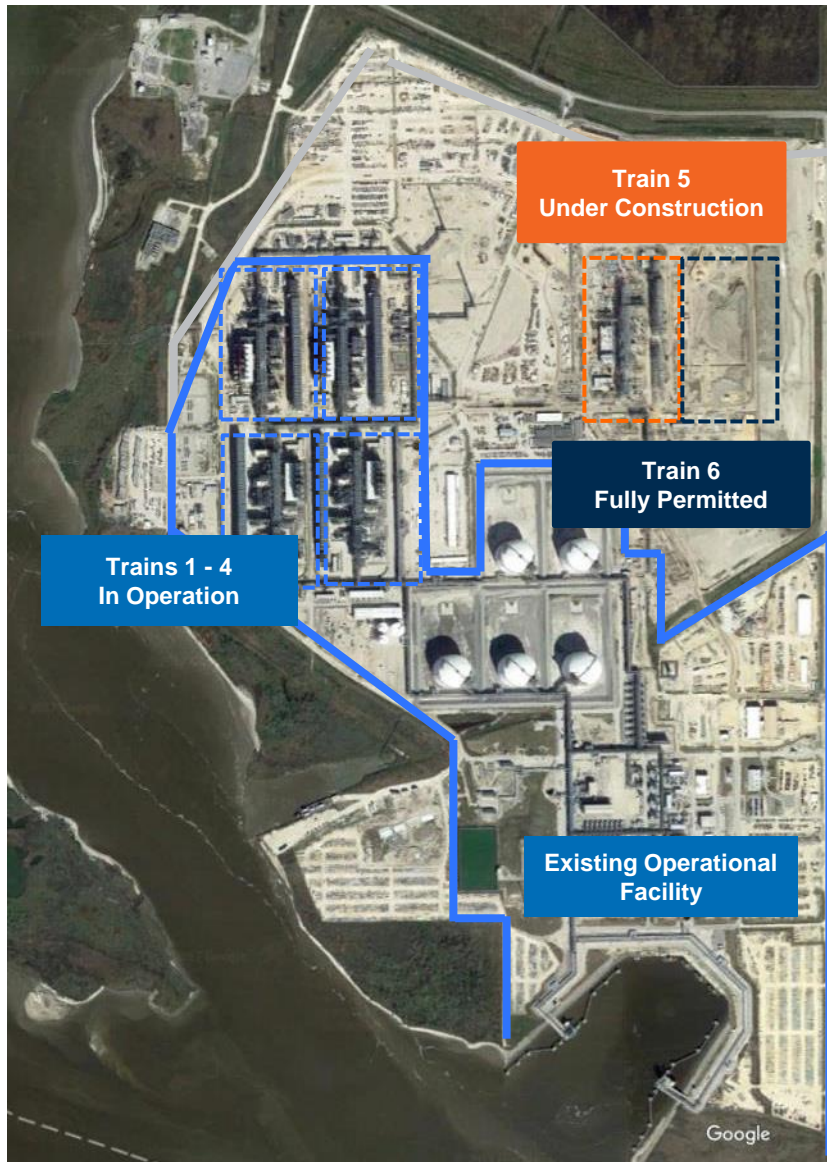 Train 5
Under Construction
Train 6
Fully Permitted
Trains 1 - 4
In Operation
Existing Operational
Facility
Google